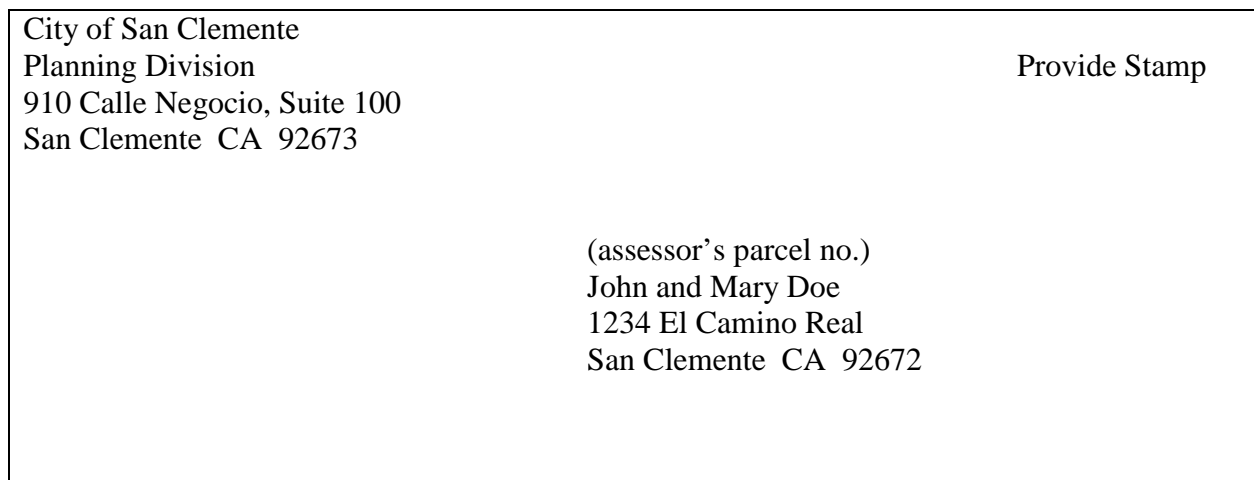 City of San Clemente
Planning Division
Provide Stamp
910 Calle Negocio, Suite 100
San Clemente  CA  92673
(assessor’s parcel no.)
John and Mary Doe
1234 El Camino Real
San Clemente  CA  92672